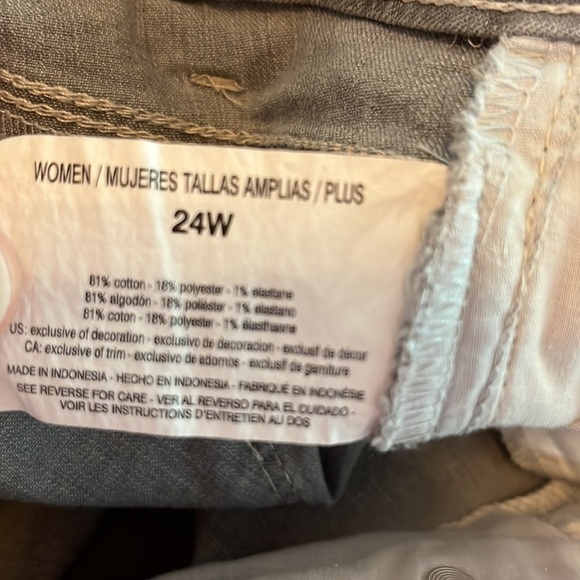 WOMEN / MUJERES TALLAS AMPLIAS / PLUS
24W
81% cotton - 18% polyester - 1% elastane
81% algodón - 18% poliéster - 1% elastano
81% coton - 18% polyester - 1% élasthanne
US: exclusive of decoration - exclusivo de decoracion - exclusif de décor
CA: exclusive of trim - exclusivo de adornos - exclusif de garniture
MADE IN INDONESIA - HECHO EN INDONESIA - FABRIQUÉ EN INDONÉSIE
SEE REVERSE FOR CARE - VER AL REVERSO PARA EL CUIDADO -
VOIR LES INSTRUCTIONS D'ENTRETIEN AU DOS